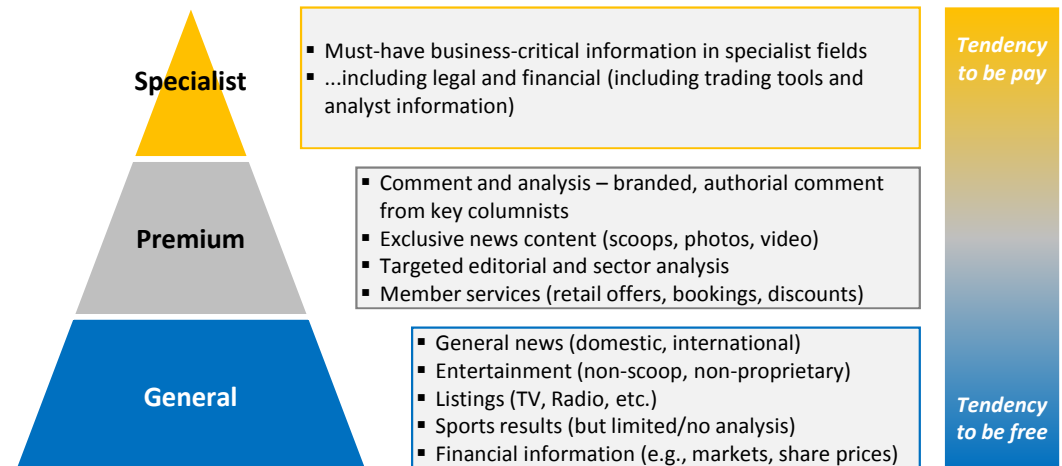 Specialist
▪ Must-have business-critical information in specialist fields
▪ ...including legal and financial (including trading tools and
analyst information)
Tendency
to be pay
Premium
▪ Comment and analysis – branded, authorial comment
from key columnists
▪ Exclusive news content (scoops, photos, video)
▪ Targeted editorial and sector analysis
▪ Member services (retail offers, bookings, discounts)
General
▪ General news (domestic, international)
▪ Entertainment (non-scoop, non-proprietary)
▪ Listings (TV, Radio, etc.)
▪ Sports results (but limited/no analysis)
▪ Financial information (e.g., markets, share prices)
Tendency
to be free